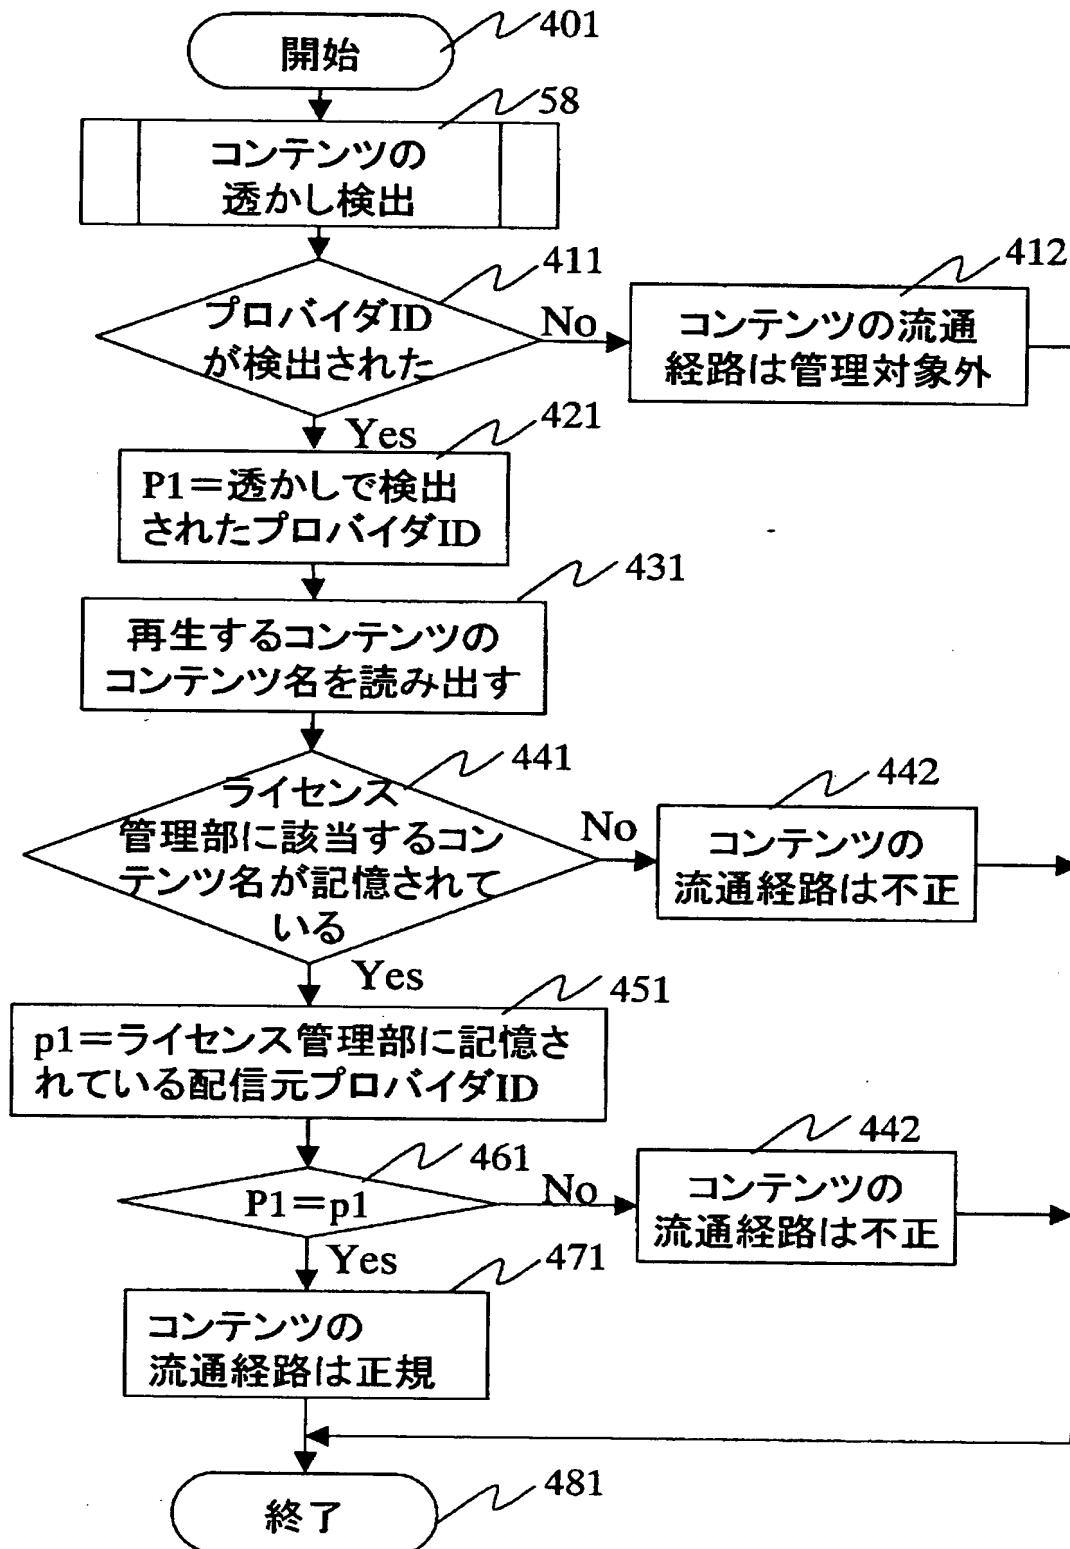 開始
401
58
コンテンツの
透かし検出
411
プロバイダID
が検出された
No
412
コンテンツの流通
経路は管理対象外
Yes
421
P1=透かしで検出
されたプロバイダID
431
再生するコンテンツの
コンテンツ名を読み出す
441
ライセンス
管理部に該当するコン
テンツ名が記憶されて
いる
No
442
コンテンツの
流通経路は不正
Yes
451
p1=ライセンス管理部に記憶さ
れている配信元プロバイダID
461
P1=p1
No
442
コンテンツの
流通経路は不正
Yes
471
コンテンツの
流通経路は正規
終了
481